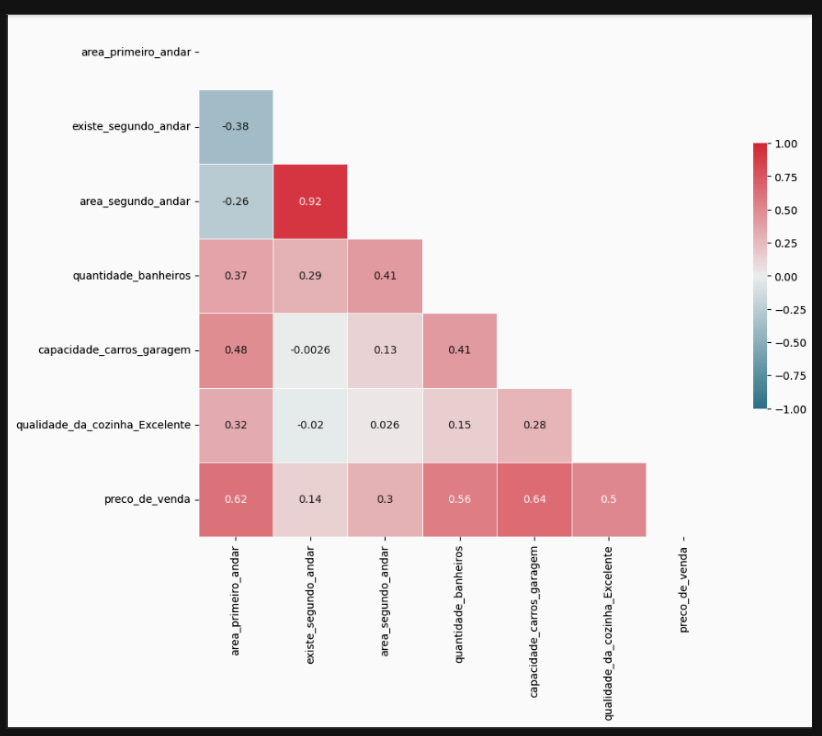 area_primeiro_andar
existe_segundo_andar -0.38
area_segundo_andar -0.26 0.92
quantidade_banheiros 0.37 0.29 0.41
capacidade_carros_garagem 0.48 -0.0026 0.13 0.41
qualidade_da_cozinha_Excelente 0.32 -0.02 0.026 0.15 0.28
preco_de_venda 0.62 0.14 0.3 0.56 0.64 0.5
area_primeiro_andar
existe_segundo_andar
area_segundo_andar
quantidade_banheiros
capacidade_carros_garagem
qualidade_da_cozinha_Excelente
preco_de_venda
1.00
0.75
0.50
0.25
0.00
−0.25
−0.50
−0.75
−1.00